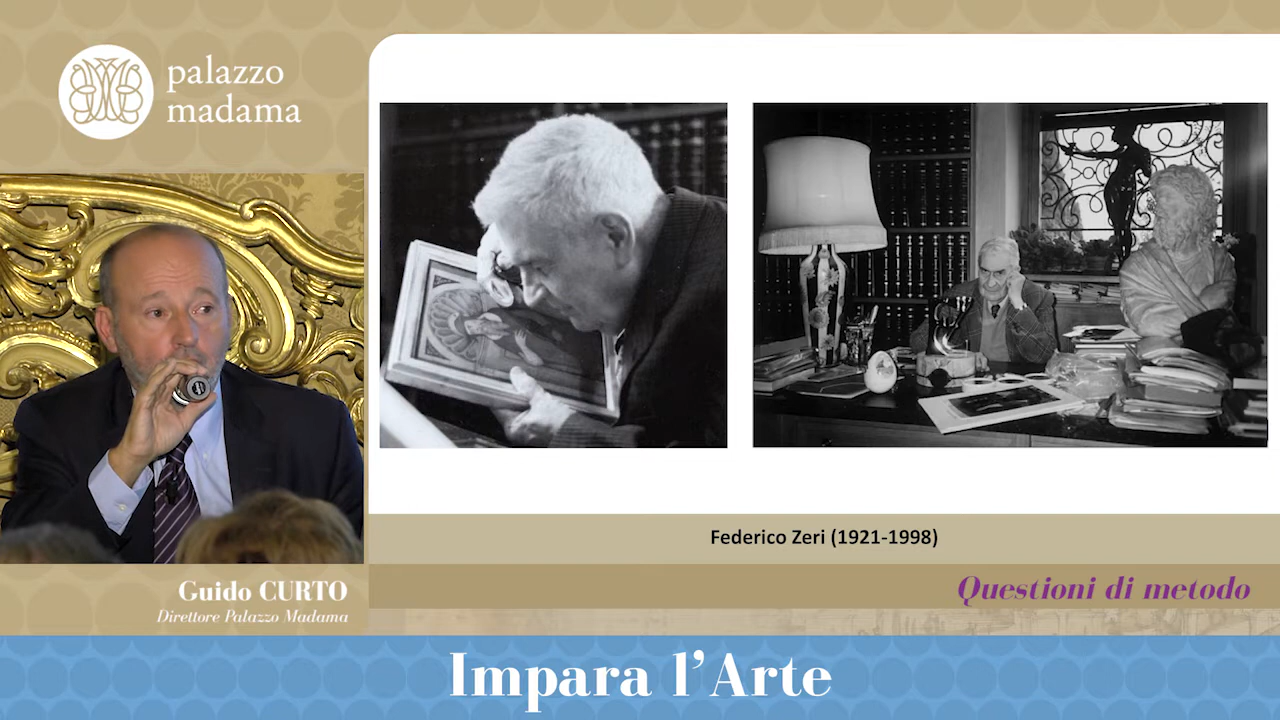 palazzo
madama
Federico Zeri (1921-1998)
Guido CURTO
Direttore Palazzo Madama
Questioni di metodo
Impara l’Arte